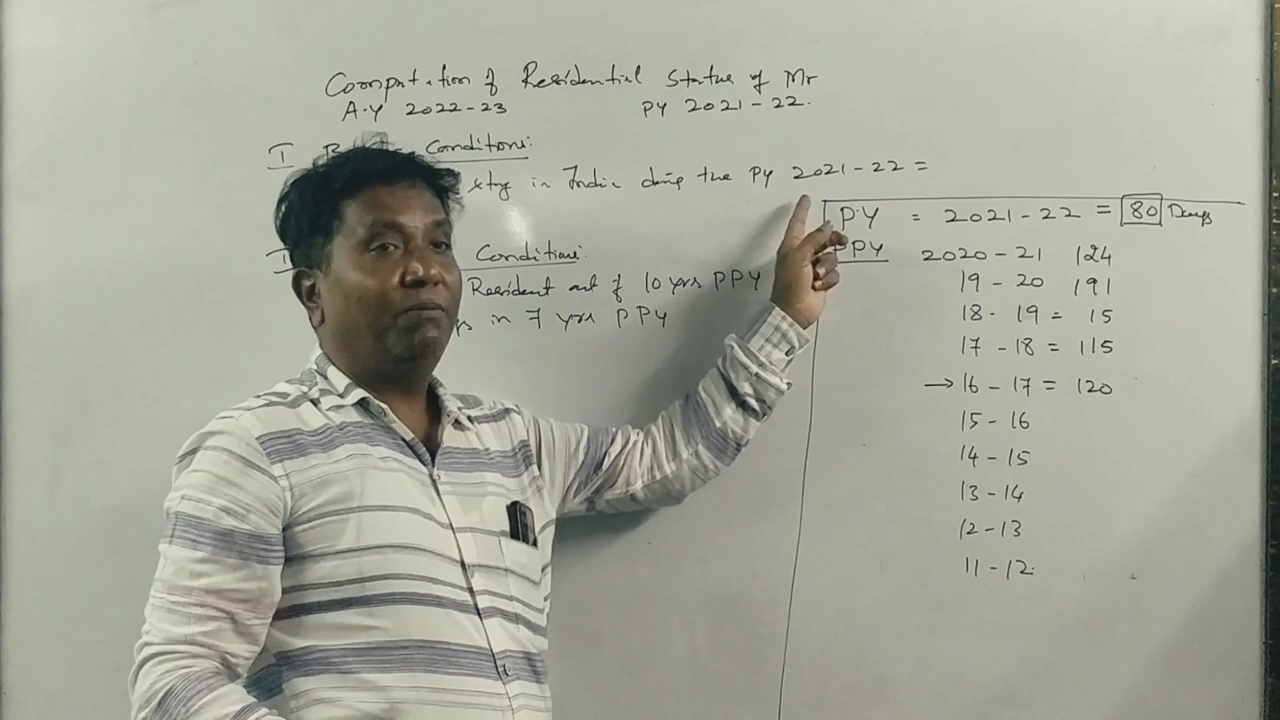 Computation of Residential Status of Mr
A.Y 2022-23 PY 2021-22.
I Conditions:
stay in India during the PY 2021-22 =
Conditions:
Resident out of 10 yrs PPY
in 7 yrs PPY
P.Y = 2021-22 = 80 Days
PPY 2020-21 124
19-20 191
18-19 = 15
17-18 = 115
→ 16-17 = 120
15-16
14-15
13-14
12-13
11-12.